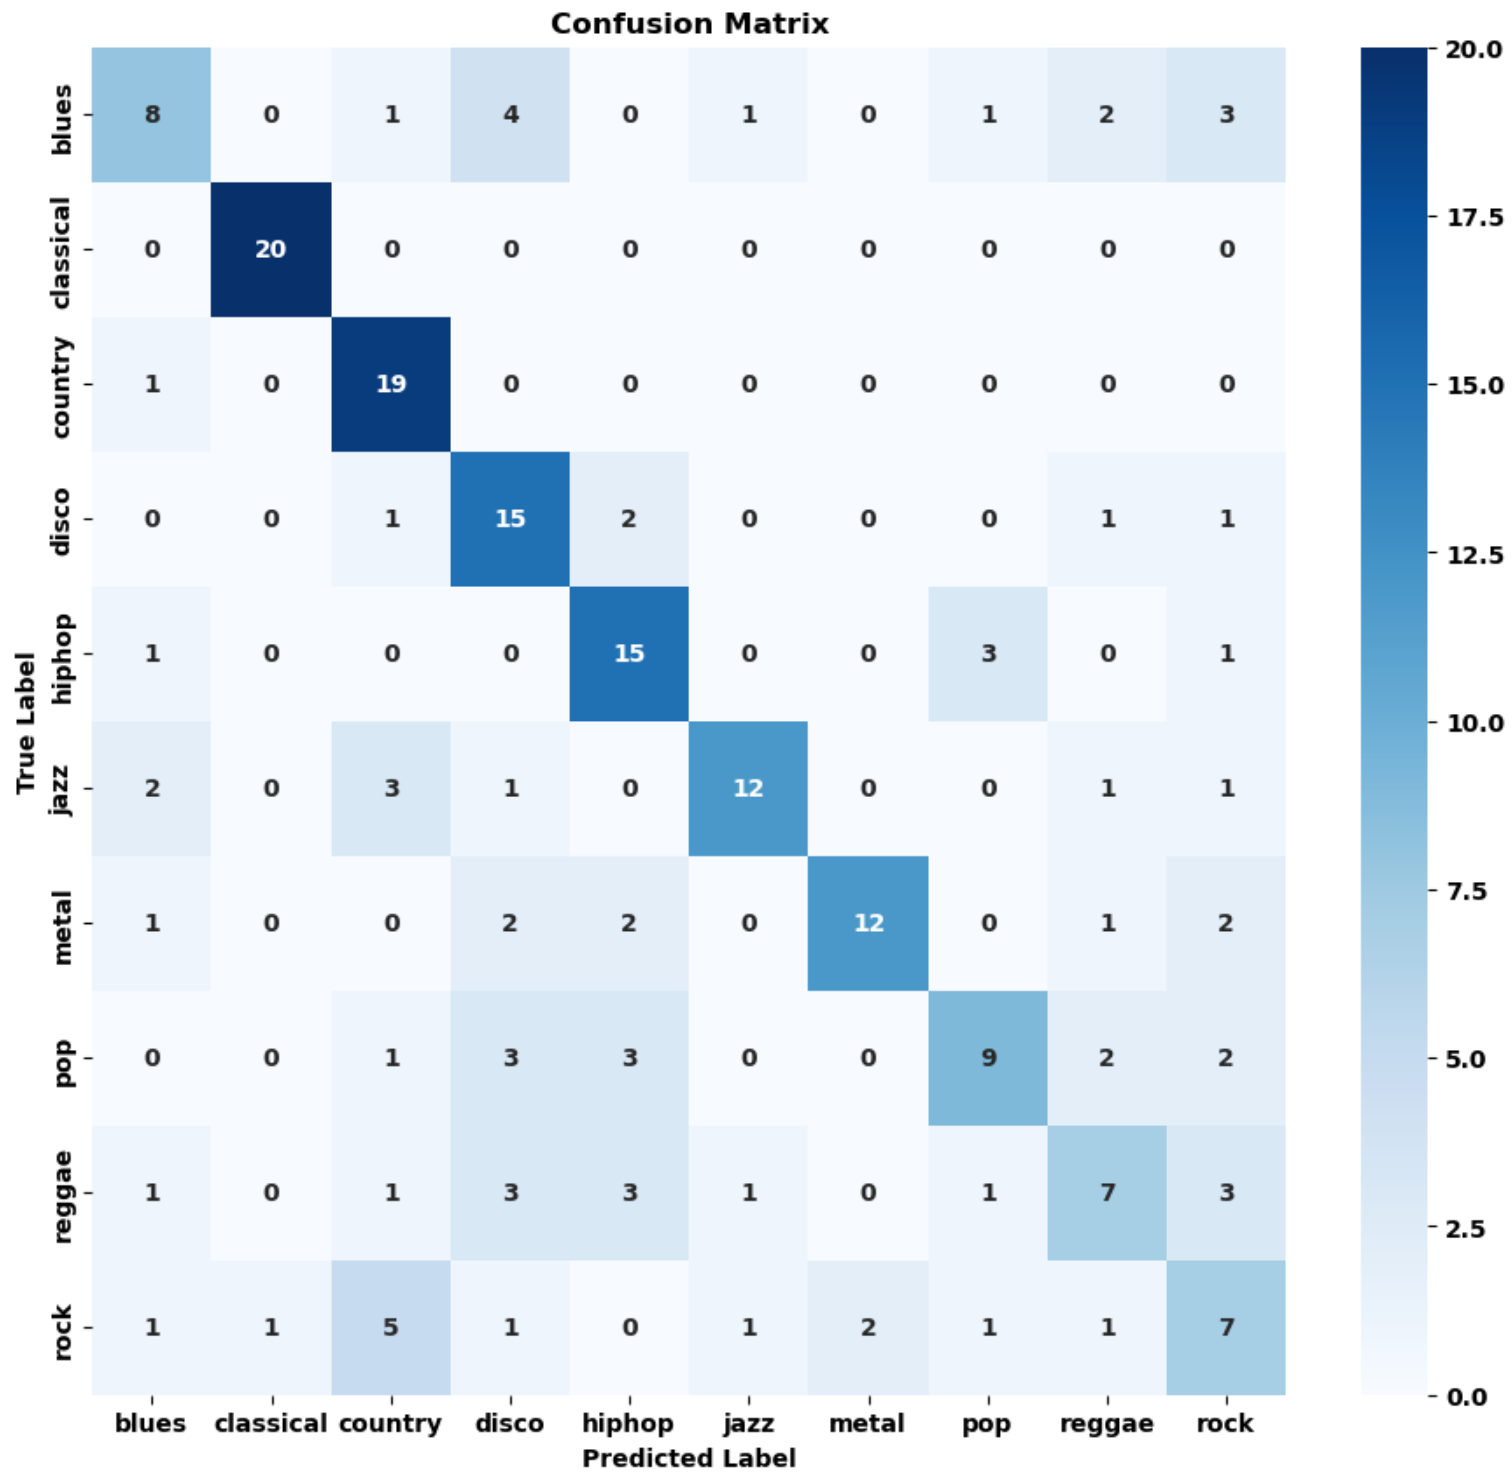 Confusion Matrix
blues 8 0 1 4 0 1 0 1 2 3
classical 0 20 0 0 0 0 0 0 0 0
country 1 0 19 0 0 0 0 0 0 0
disco 0 0 1 15 2 0 0 0 1 1
hiphop 1 0 0 0 15 0 0 3 0 1
jazz 2 0 3 1 0 12 0 0 1 1
metal 1 0 0 2 2 0 12 0 1 2
pop 0 0 1 3 3 0 0 9 2 2
reggae 1 0 1 3 3 1 0 1 7 3
rock 1 1 5 1 0 1 2 1 1 7
blues classical country disco hiphop jazz metal pop reggae rock
Predicted Label
True Label
20.0
17.5
15.0
12.5
10.0
7.5
5.0
2.5
0.0